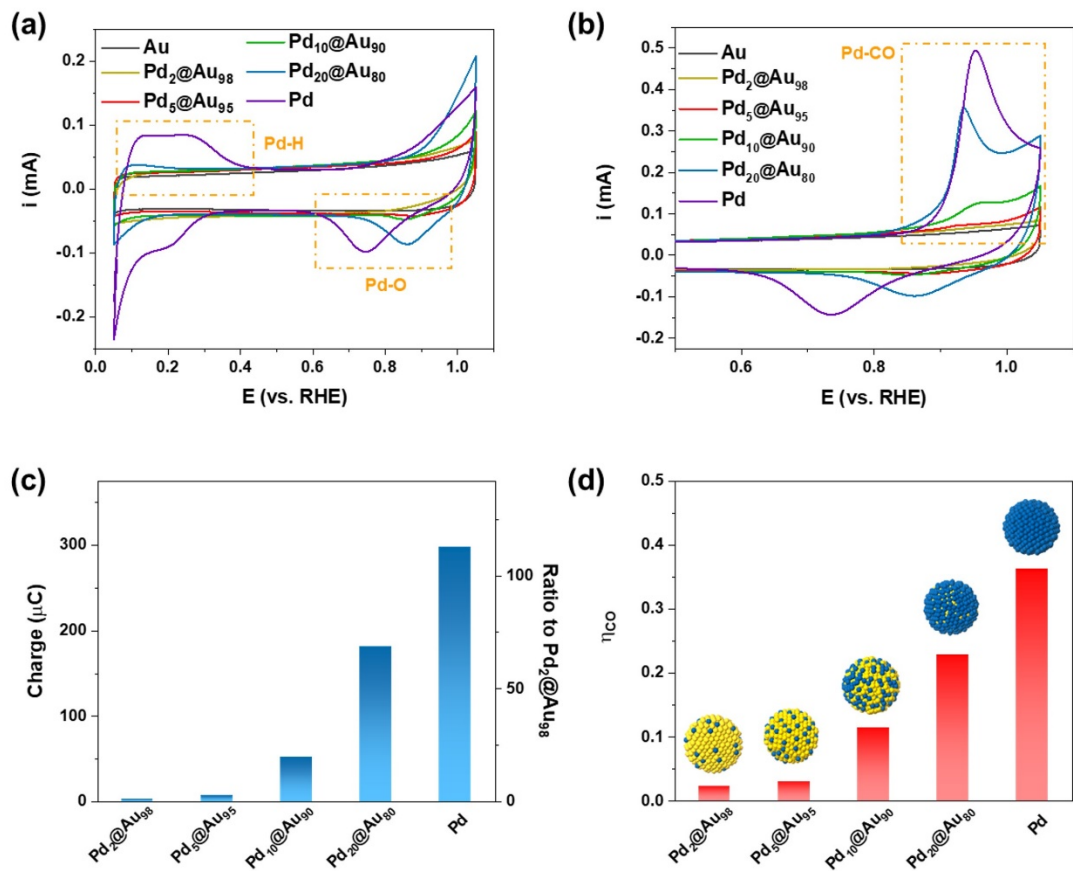 (a)
Au
Pd₂@Au₉₈
Pd₅@Au₉₅
Pd₁₀@Au₉₀
Pd₂₀@Au₈₀
Pd
Pd-H
Pd-O
0.2
0.1
0.0
-0.1
-0.2
i (mA)
0.0 0.2 0.4 0.6 0.8 1.0
E (vs. RHE)
(b)
Au
Pd₂@Au₉₈
Pd₅@Au₉₅
Pd₁₀@Au₉₀
Pd₂₀@Au₈₀
Pd
Pd-CO
0.5
0.4
0.3
0.2
0.1
0.0
-0.1
-0.2
i (mA)
0.6 0.8 1.0
E (vs. RHE)
(c)
300
200
100
0
Charge (μC)
100
50
0
Ratio to Pd₂@Au₉₈
Pd₂@Au₉₈
Pd₅@Au₉₅
Pd₁₀@Au₉₀
Pd₂₀@Au₈₀
Pd
(d)
0.5
0.4
0.3
0.2
0.1
0.0
ηCO
Pd₂@Au₉₈
Pd₅@Au₉₅
Pd₁₀@Au₉₀
Pd₂₀@Au₈₀
Pd